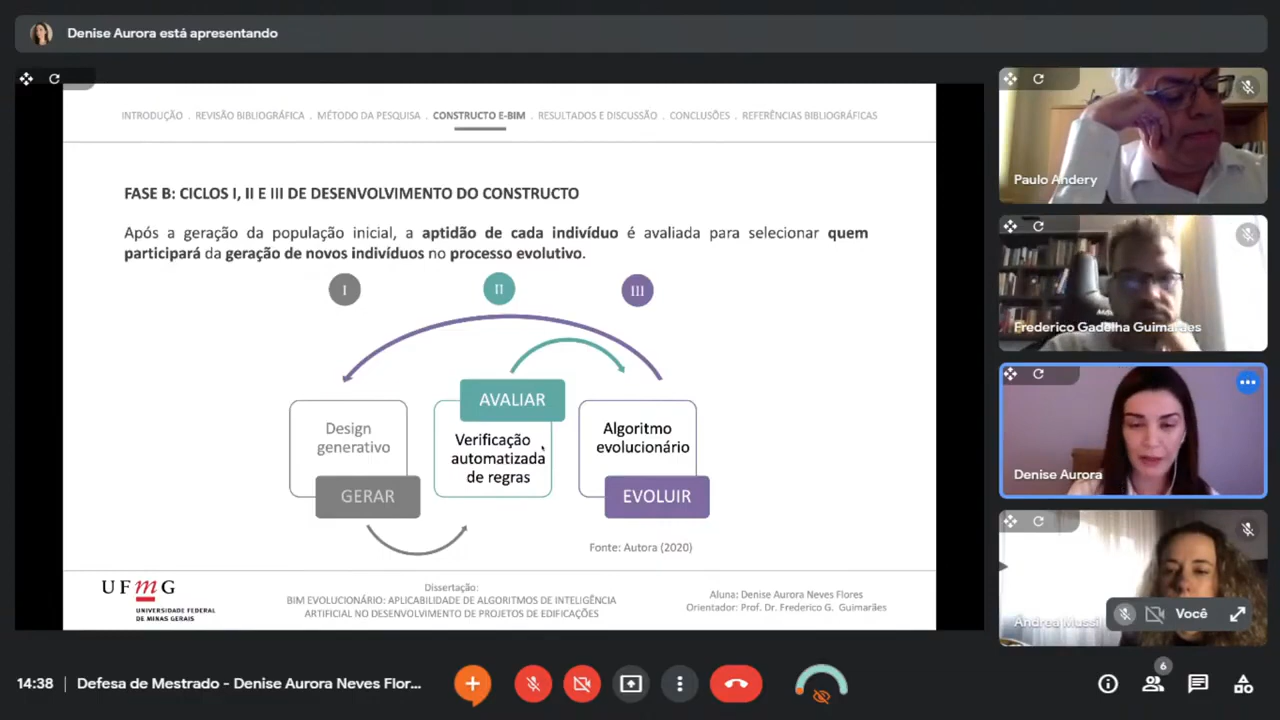 Denise Aurora está apresentando
INTRODUÇÃO . REVISÃO BIBLIOGRÁFICA . MÉTODO DA PESQUISA . CONSTRUCTO E-BIM . RESULTADOS E DISCUSSÃO . CONCLUSÕES . REFERÊNCIAS BIBLIOGRÁFICAS
FASE B: CICLOS I, II E III DE DESENVOLVIMENTO DO CONSTRUCTO
Após a geração da população inicial, a aptidão de cada indivíduo é avaliada para selecionar quem
participará da geração de novos indivíduos no processo evolutivo.
I
II
III
Design
generativo
GERAR
AVALIAR
Verificação
automatizada
de regras
Algoritmo
evolucionário
EVOLUIR
Fonte: Autora (2020)
UFmG
UNIVERSIDADE FEDERAL
DE MINAS GERAIS
Dissertação:
BIM EVOLUCIONÁRIO: APLICABILIDADE DE ALGORITMOS DE INTELIGÊNCIA
ARTIFICIAL NO DESENVOLVIMENTO DE PROJETOS DE EDIFICAÇÕES
Aluna: Denise Aurora Neves Flores
Orientador: Prof. Dr. Frederico G. Guimarães
Paulo Andery
Frederico Gadelha Guimarães
Denise Aurora
Andrea Mussi
Você
14:38 | Defesa de Mestrado - Denise Aurora Neves Flor...
6